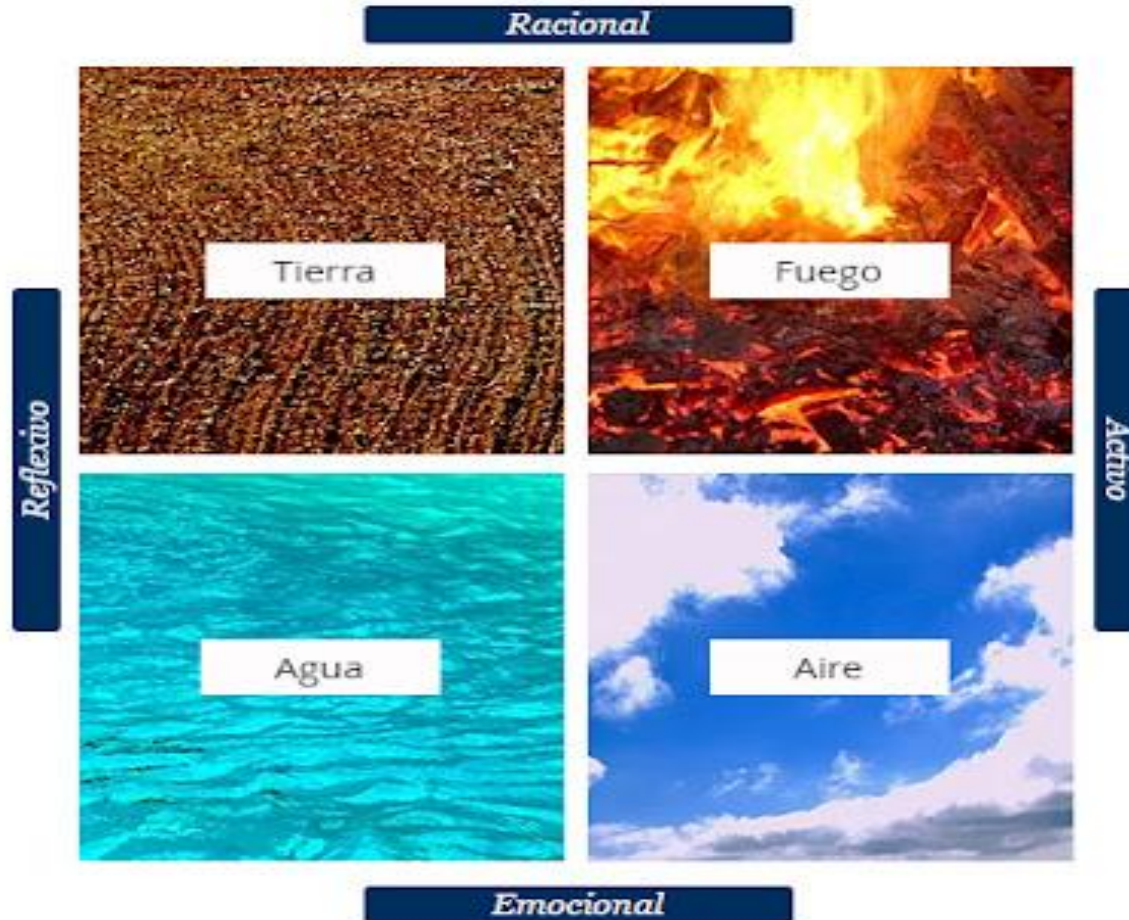 Racional
Tierra
Fuego
Reflexivo
Activo
Agua
Aire
Emocional